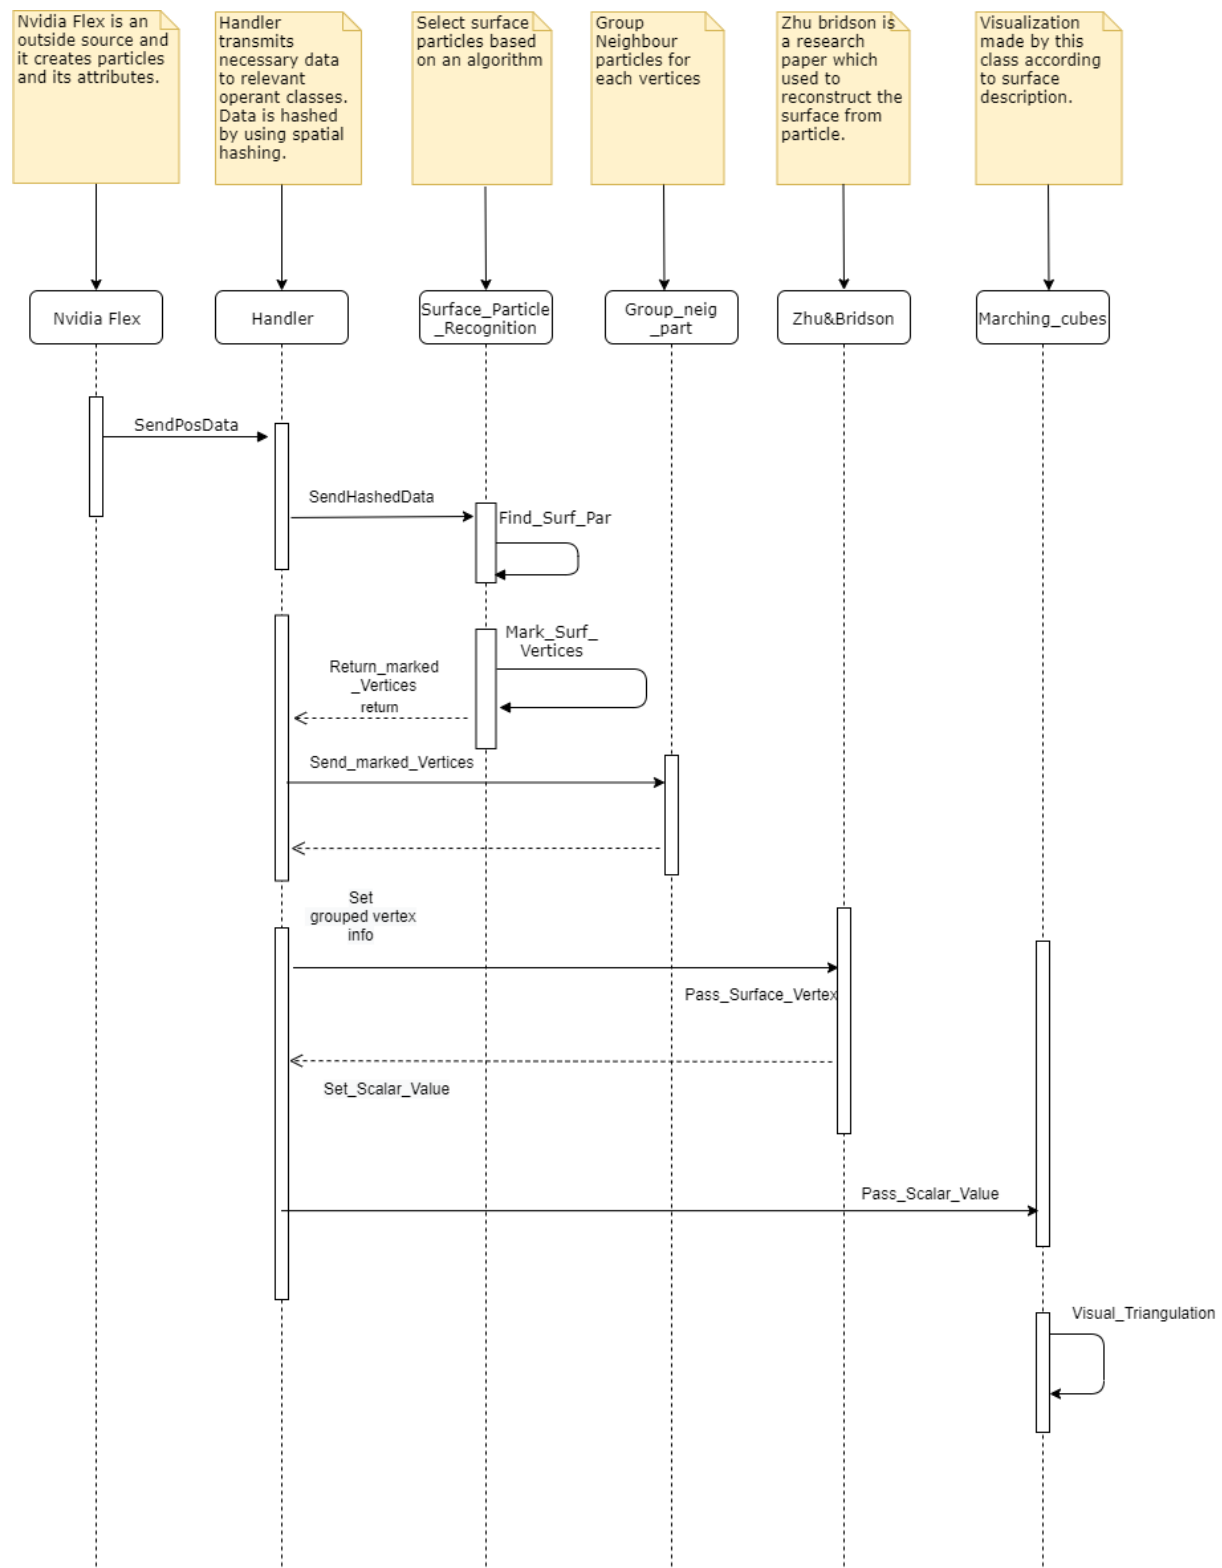 Nvidia Flex is an
outside source and
it creates particles
and its attributes.
Handler
transmits
necessary data
to relevant
operant classes.
Data is hashed
by using spatial
hashing.
Select surface
particles based
on an algorithm
Group
Neighbour
particles for
each vertices
Zhu bridson is
a research
paper which
used to
reconstruct the
surface from
particle.
Visualization
made by this
class according
to surface
description.
Nvidia Flex
Handler
Surface_Particle
_Recognition
Group_neig
_part
Zhu&Bridson
Marching_cubes
SendPosData
SendHashedData
Find_Surf_Par
Mark_Surf_
Vertices
Return_marked
_Vertices
return
Send_marked_Vertices
Set
grouped vertex
info
Pass_Surface_Vertex
Set_Scalar_Value
Pass_Scalar_Value
Visual_Triangulation